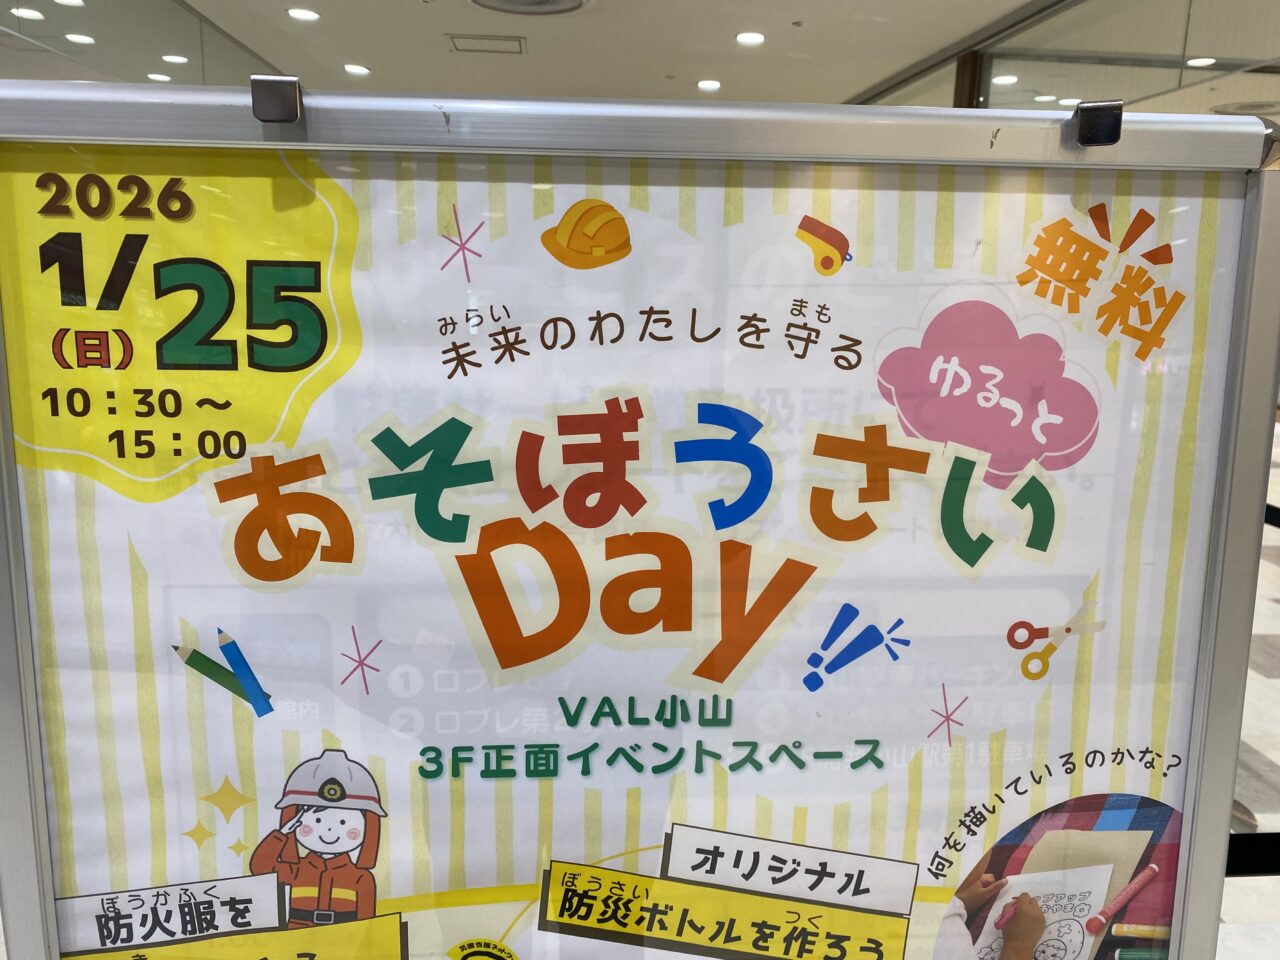 2026
1/25
(日)
10:30~
15:00
無料
みらい まも
未来のわたしを守る
ゆるっと
あそぼうさい
Day!!
VAL小山
3F正面イベントスペース
何を描いているのかな?
ぼうかふく
防火服を
オリジナル
ぼうさい つく
防災ボトルを作ろう